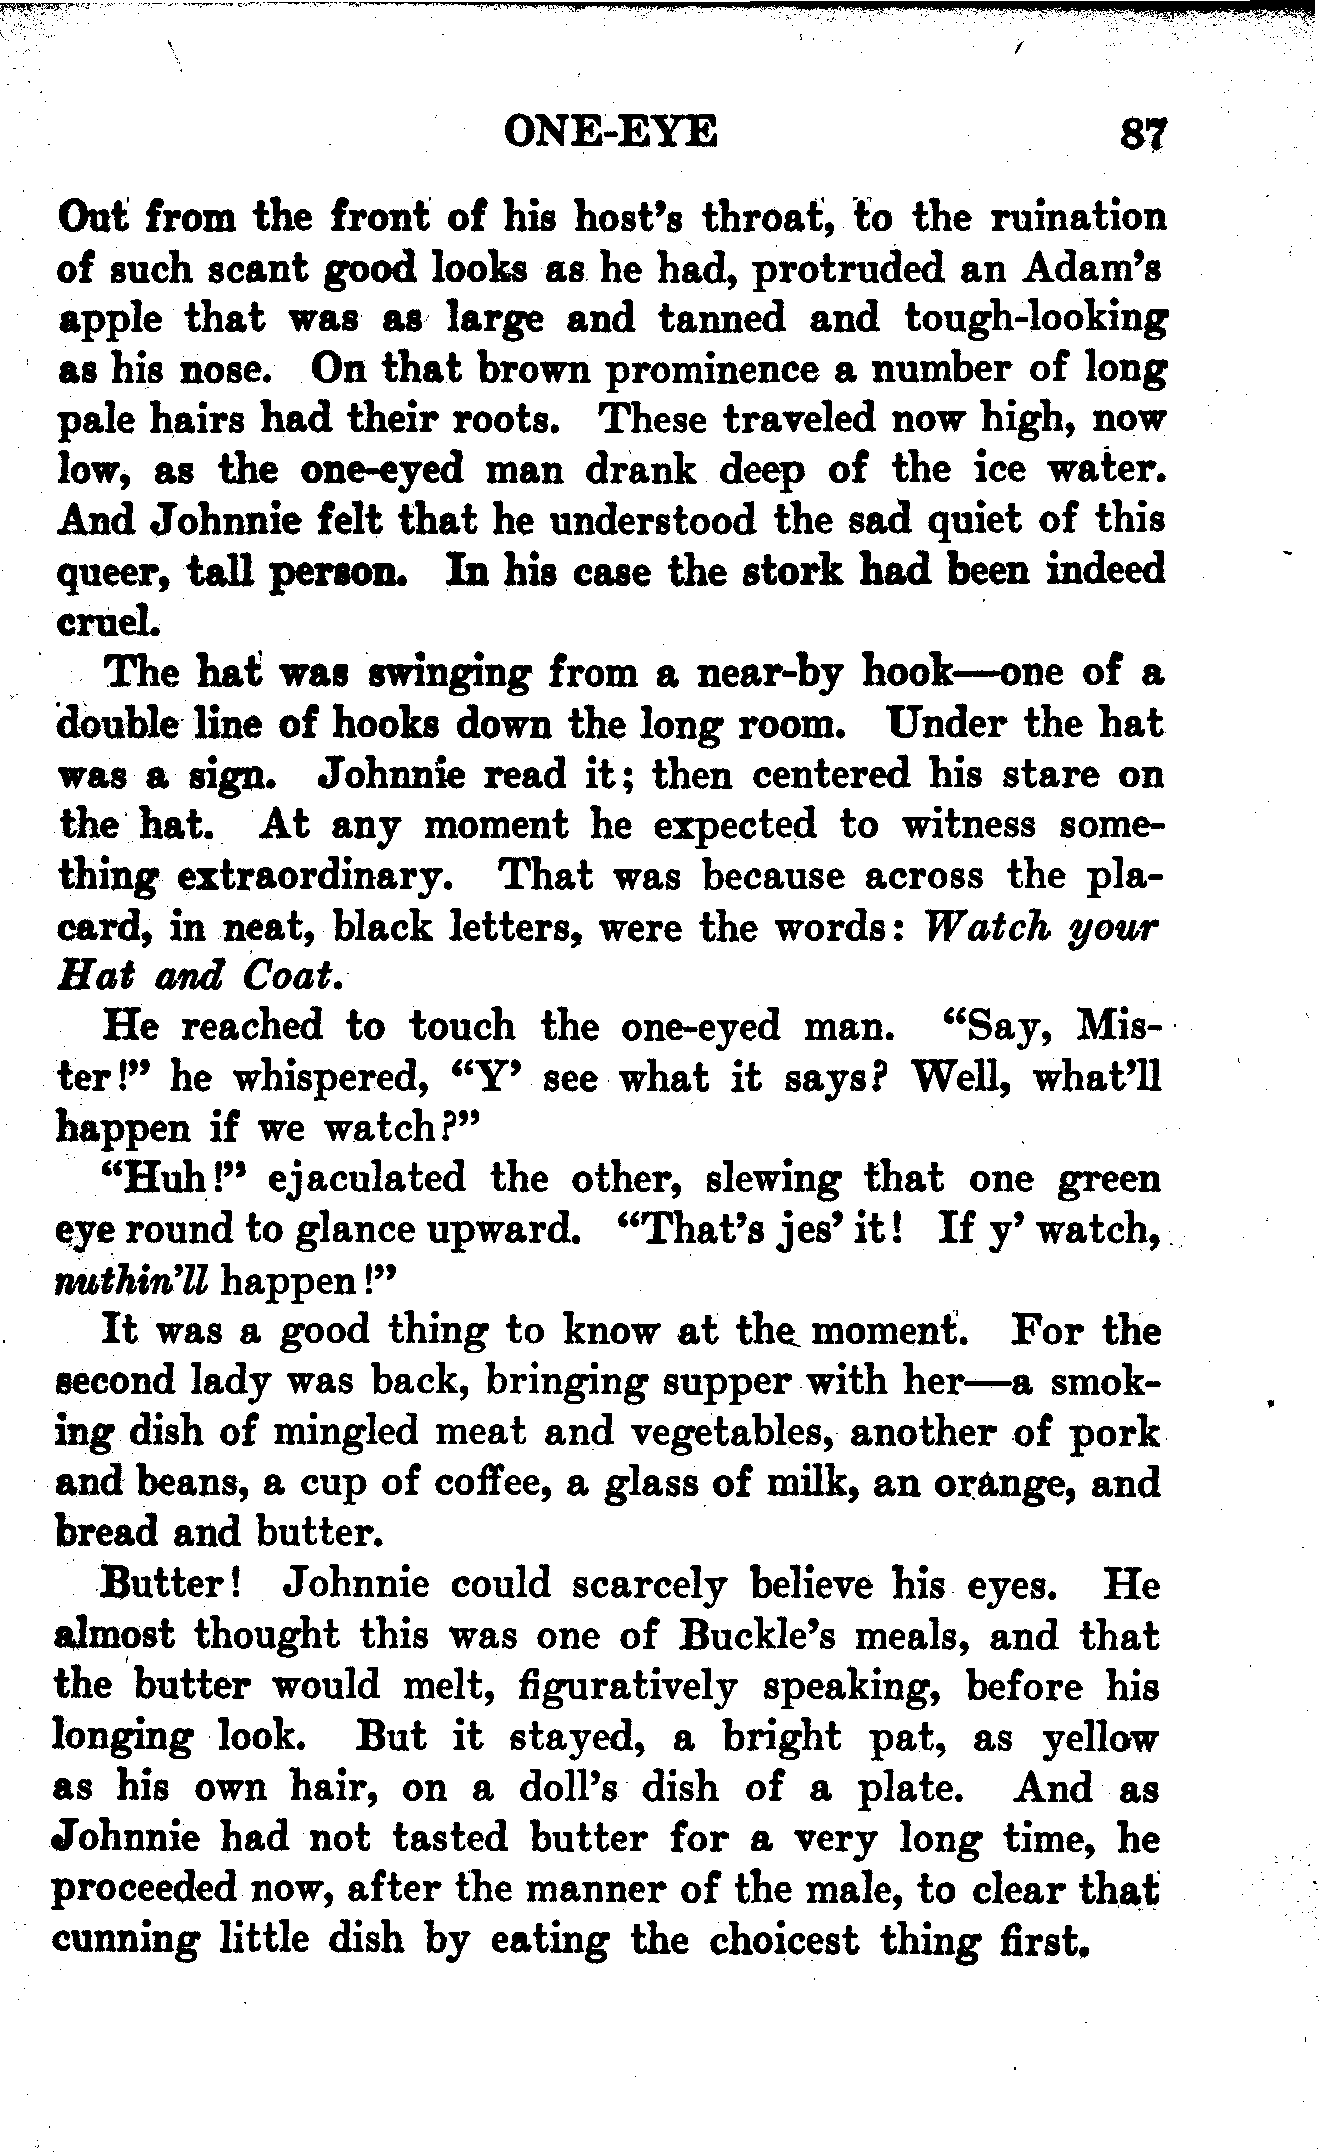 ONE-EYE 87
Out from the front of his host's throat, to the ruination
of such scant good looks as he had, protruded an Adam's
apple that was as large and tanned and tough-looking
as his nose. On that brown prominence a number of long
pale hairs had their roots. These traveled now high, now
low, as the one-eyed man drank deep of the ice water.
And Johnnie felt that he understood the sad quiet of this
queer, tall person. In his case the stork had been indeed
cruel.
The hat was swinging from a near-by hook—one of a
double line of hooks down the long room. Under the hat
was a sign. Johnnie read it; then centered his stare on
the hat. At any moment he expected to witness some-
thing extraordinary. That was because across the pla-
card, in neat, black letters, were the words: Watch your
Hat and Coat.
He reached to touch the one-eyed man. "Say, Mis-
ter!" he whispered, "Y' see what it says? Well, what'll
happen if we watch?"
"Huh!" ejaculated the other, slewing that one green
eye round to glance upward. "That's jes' it! If y' watch,
nuthin'll happen!"
It was a good thing to know at the moment. For the
second lady was back, bringing supper with her—a smok-
ing dish of mingled meat and vegetables, another of pork
and beans, a cup of coffee, a glass of milk, an orange, and
bread and butter.
Butter! Johnnie could scarcely believe his eyes. He
almost thought this was one of Buckle's meals, and that
the butter would melt, figuratively speaking, before his
longing look. But it stayed, a bright pat, as yellow
as his own hair, on a doll's dish of a plate. And as
Johnnie had not tasted butter for a very long time, he
proceeded now, after the manner of the male, to clear that
cunning little dish by eating the choicest thing first.